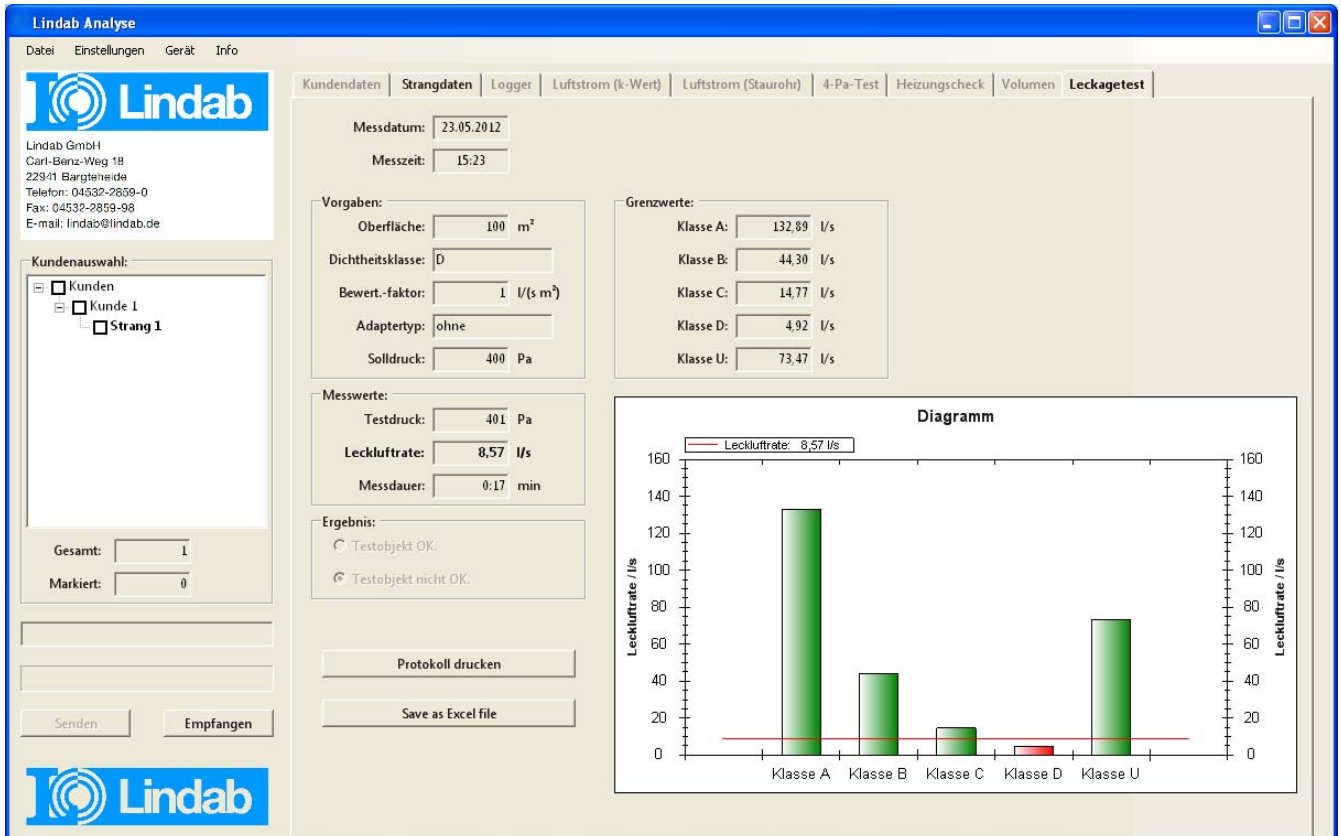 Lindab Analyse
Datei Einstellungen Gerät Info
Lindab
Lindab GmbH
Carl-Benz-Weg 18
22941 Bargteheide
Telefon: 04532-2859-0
Fax: 04532-2859-98
E-mail: lindab@lindab.de
Kundenauswahl:
Kunden
Kunde 1
Strang 1
Gesamt: 1
Markiert: 0
Senden Empfangen
Lindab
Kundendaten Strangdaten Logger Luftstrom (k-Wert) Luftstrom (Staurohr) 4-Pa-Test Heizungscheck Volumen Leckagetest
Messdatum: 23.05.2012
Messzeit: 15:23
Vorgaben:
Oberfläche: 100 m²
Dichtheitsklasse: D
Bewert.-faktor: 1 l/(s m²)
Adaptertyp: ohne
Solldruck: 400 Pa
Grenzwerte:
Klasse A: 132,89 l/s
Klasse B: 44,30 l/s
Klasse C: 14,77 l/s
Klasse D: 4,92 l/s
Klasse U: 73,47 l/s
Messwerte:
Testdruck: 401 Pa
Leckluftrate: 8,57 l/s
Messdauer: 0:17 min
Ergebnis:
Testobjekt OK.
Testobjekt nicht OK.
Protokoll drucken
Save as Excel file
Diagramm
Leckluftrate: 8,57 l/s
160 160
140 140
120 120
100 100
80 80
60 60
40 40
20 20
0 0
Leckluftrate / l/s
Leckluftrate / l/s
Klasse A Klasse B Klasse C Klasse D Klasse U